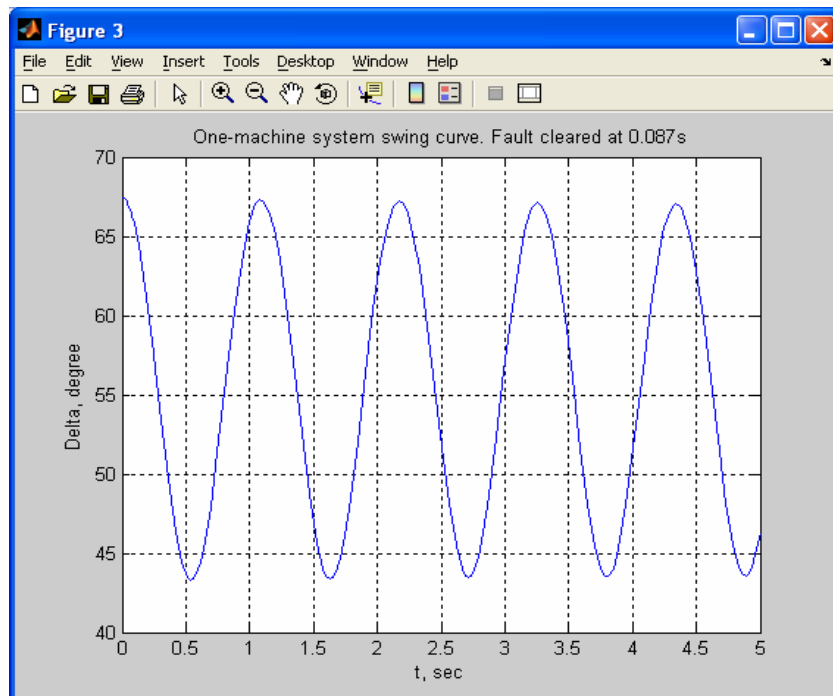 Figure 3
File Edit View Insert Tools Desktop Window Help
One-machine system swing curve. Fault cleared at 0.087s
70
65
60
55
50
45
40
Delta, degree
0 0.5 1 1.5 2 2.5 3 3.5 4 4.5 5
t, sec